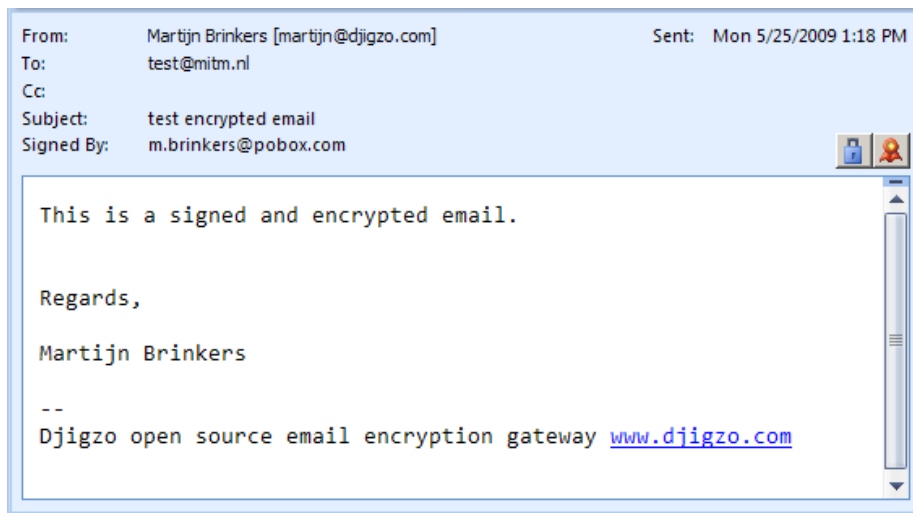 From: Martijn Brinkers [martijn@djigzo.com] Sent: Mon 5/25/2009 1:18 PM
To: test@mitm.nl
Cc:
Subject: test encrypted email
Signed By: m.brinkers@pobox.com
This is a signed and encrypted email.
Regards,
Martijn Brinkers
--
Djigzo open source email encryption gateway www.djigzo.com